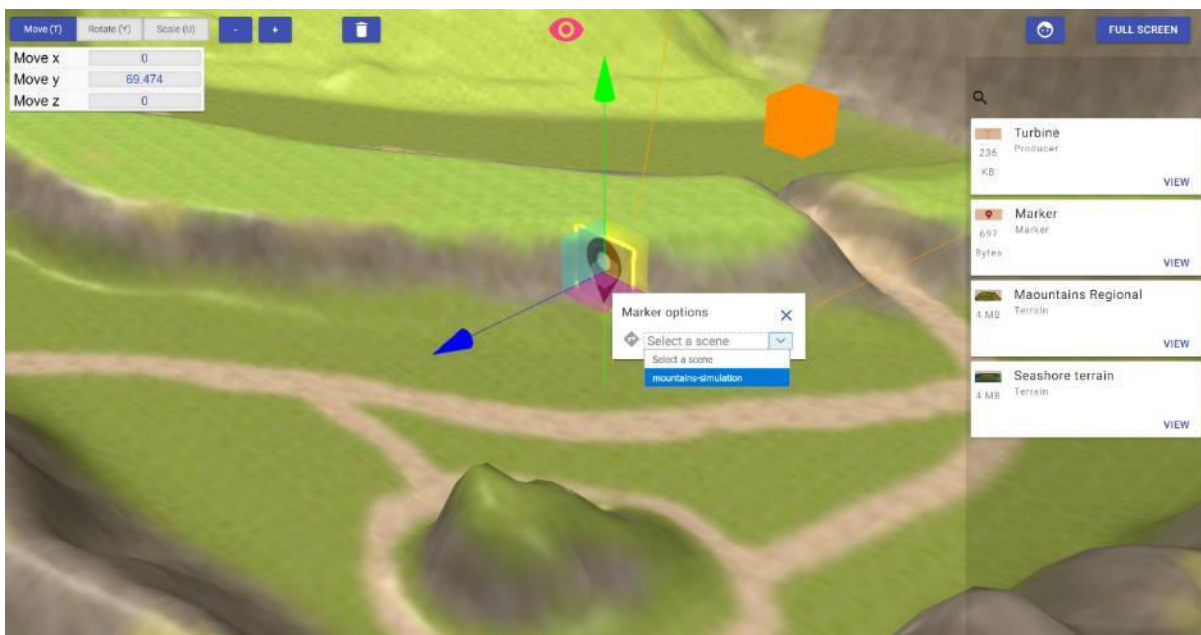 Move (T) Rotate (Y) Scale (U) - + FULL SCREEN
Move x 0
Move y 69.474
Move z 0
Turbine
Producer
236
KB
VIEW
Marker
Marker
697
Bytes
VIEW
Maountains Regional
Terrain
4 MB
VIEW
Seashore terrain
Terrain
4 MB
VIEW
Marker options
Select a scene
Select a scene
mountains-simulation